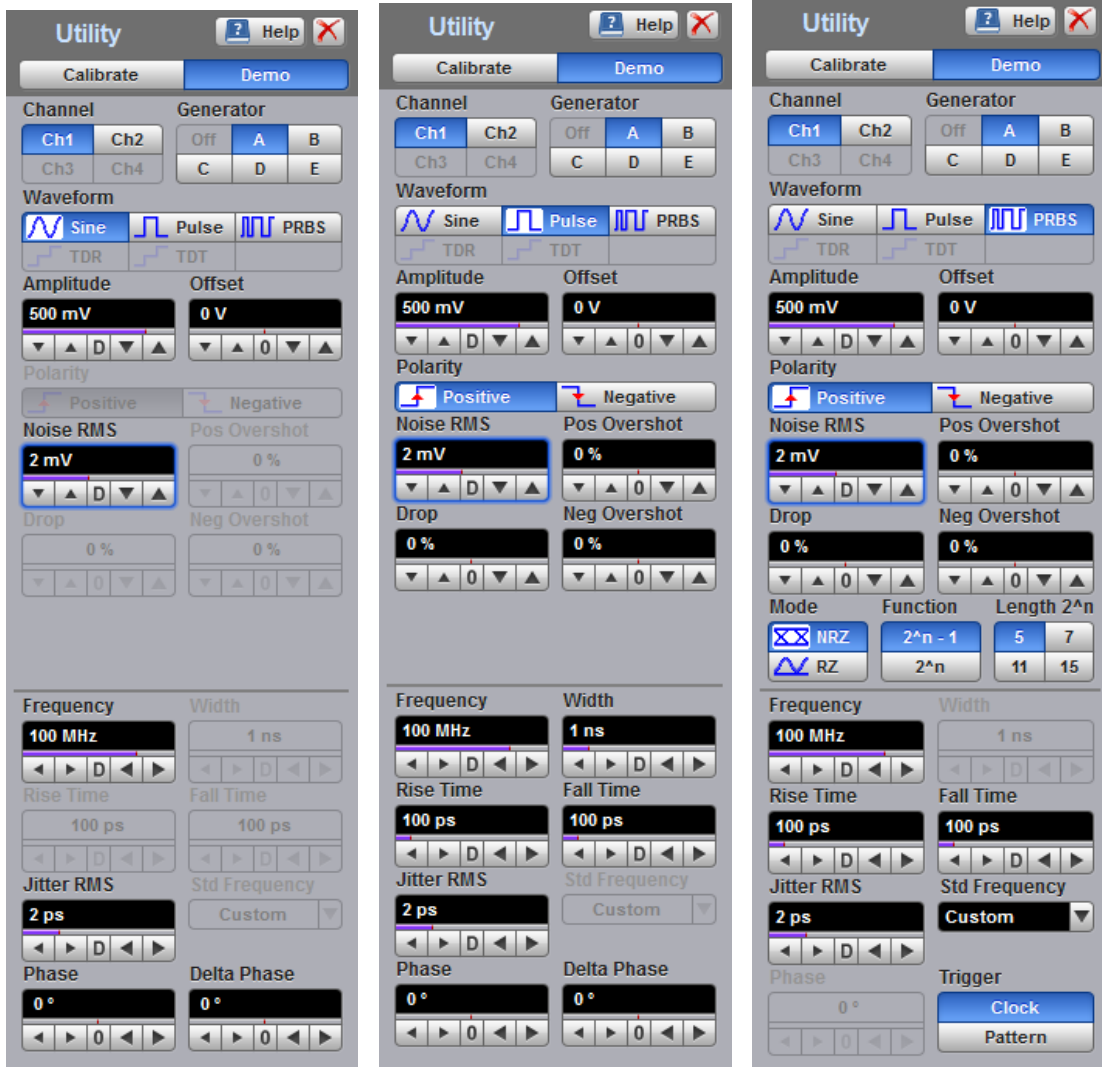 Utility Help
Calibrate Demo
Channel Generator
Ch1 Ch2 Off A B
Ch3 Ch4 C D E
Waveform
Sine Pulse PRBS
TDR TDT
Amplitude Offset
500 mV 0 V
D 0
Polarity
Positive Negative
Noise RMS Pos Overshot
2 mV 0 %
D 0
Drop Neg Overshot
0 % 0 %
0 0
Frequency Width
100 MHz 1 ns
D D
Rise Time Fall Time
100 ps 100 ps
D D
Jitter RMS Std Frequency
2 ps Custom
D
Phase Delta Phase
0 ° 0 °
0 0
Utility Help
Calibrate Demo
Channel Generator
Ch1 Ch2 Off A B
Ch3 Ch4 C D E
Waveform
Sine Pulse PRBS
TDR TDT
Amplitude Offset
500 mV 0 V
D 0
Polarity
Positive Negative
Noise RMS Pos Overshot
2 mV 0 %
D 0
Drop Neg Overshot
0 % 0 %
0 0
Frequency Width
100 MHz 1 ns
D D
Rise Time Fall Time
100 ps 100 ps
D D
Jitter RMS Std Frequency
2 ps Custom
D
Phase Delta Phase
0 ° 0 °
0 0
Utility Help
Calibrate Demo
Channel Generator
Ch1 Ch2 Off A B
Ch3 Ch4 C D E
Waveform
Sine Pulse PRBS
TDR TDT
Amplitude Offset
500 mV 0 V
D 0
Polarity
Positive Negative
Noise RMS Pos Overshot
2 mV 0 %
D 0
Drop Neg Overshot
0 % 0 %
0 0
Mode Function Length 2^n
NRZ 2^n - 1 5 7
RZ 2^n 11 15
Frequency Width
100 MHz 1 ns
D D
Rise Time Fall Time
100 ps 100 ps
D D
Jitter RMS Std Frequency
2 ps Custom
D
Phase Trigger
0 ° Clock
0 Pattern